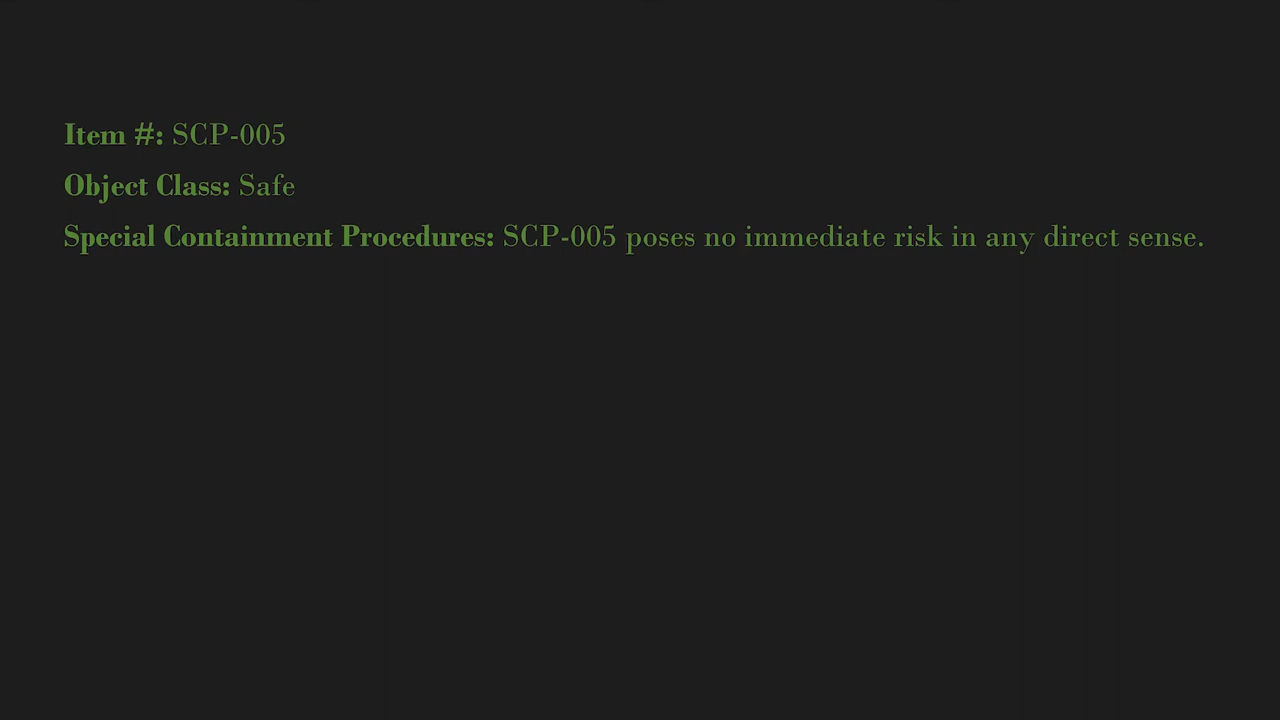 Item #: SCP-005
Object Class: Safe
Special Containment Procedures: SCP-005 poses no immediate risk in any direct sense.